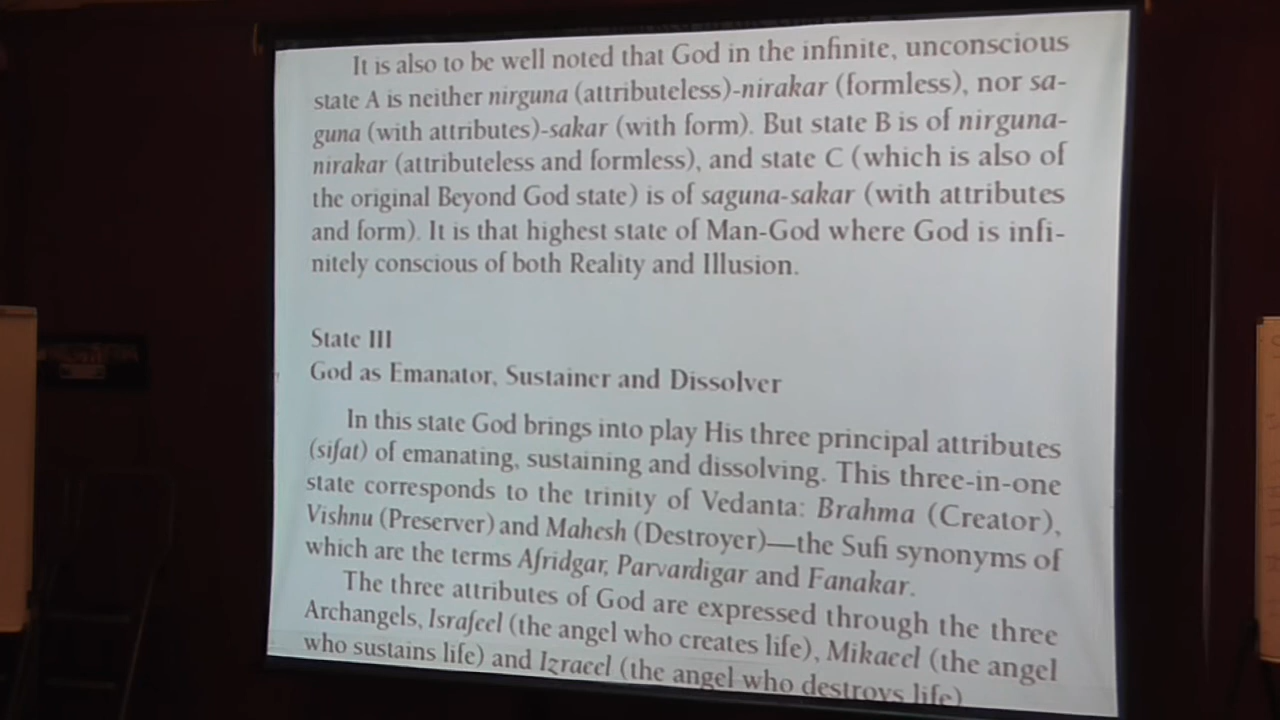 It is also to be well noted that God in the infinite, unconscious
state A is neither nirguna (attributeless)-nirakar (formless), nor sa-
guna (with attributes)-sakar (with form). But state B is of nirguna-
nirakar (attributeless and formless), and state C (which is also of
the original Beyond God state) is of saguna-sakar (with attributes
and form). It is that highest state of Man-God where God is infi-
nitely conscious of both Reality and Illusion.
State III
God as Emanator, Sustainer and Dissolver
In this state God brings into play His three principal attributes
(sifat) of emanating, sustaining and dissolving. This three-in-one
state corresponds to the trinity of Vedanta: Brahma (Creator),
Vishnu (Preserver) and Mahesh (Destroyer)—the Sufi synonyms of
which are the terms Afridgar, Parvardigar and Fanakar.
The three attributes of God are expressed through the three
Archangels, Israfeel (the angel who creates life), Mikaeel (the angel
who sustains life) and Izraeel (the angel who destroys life)